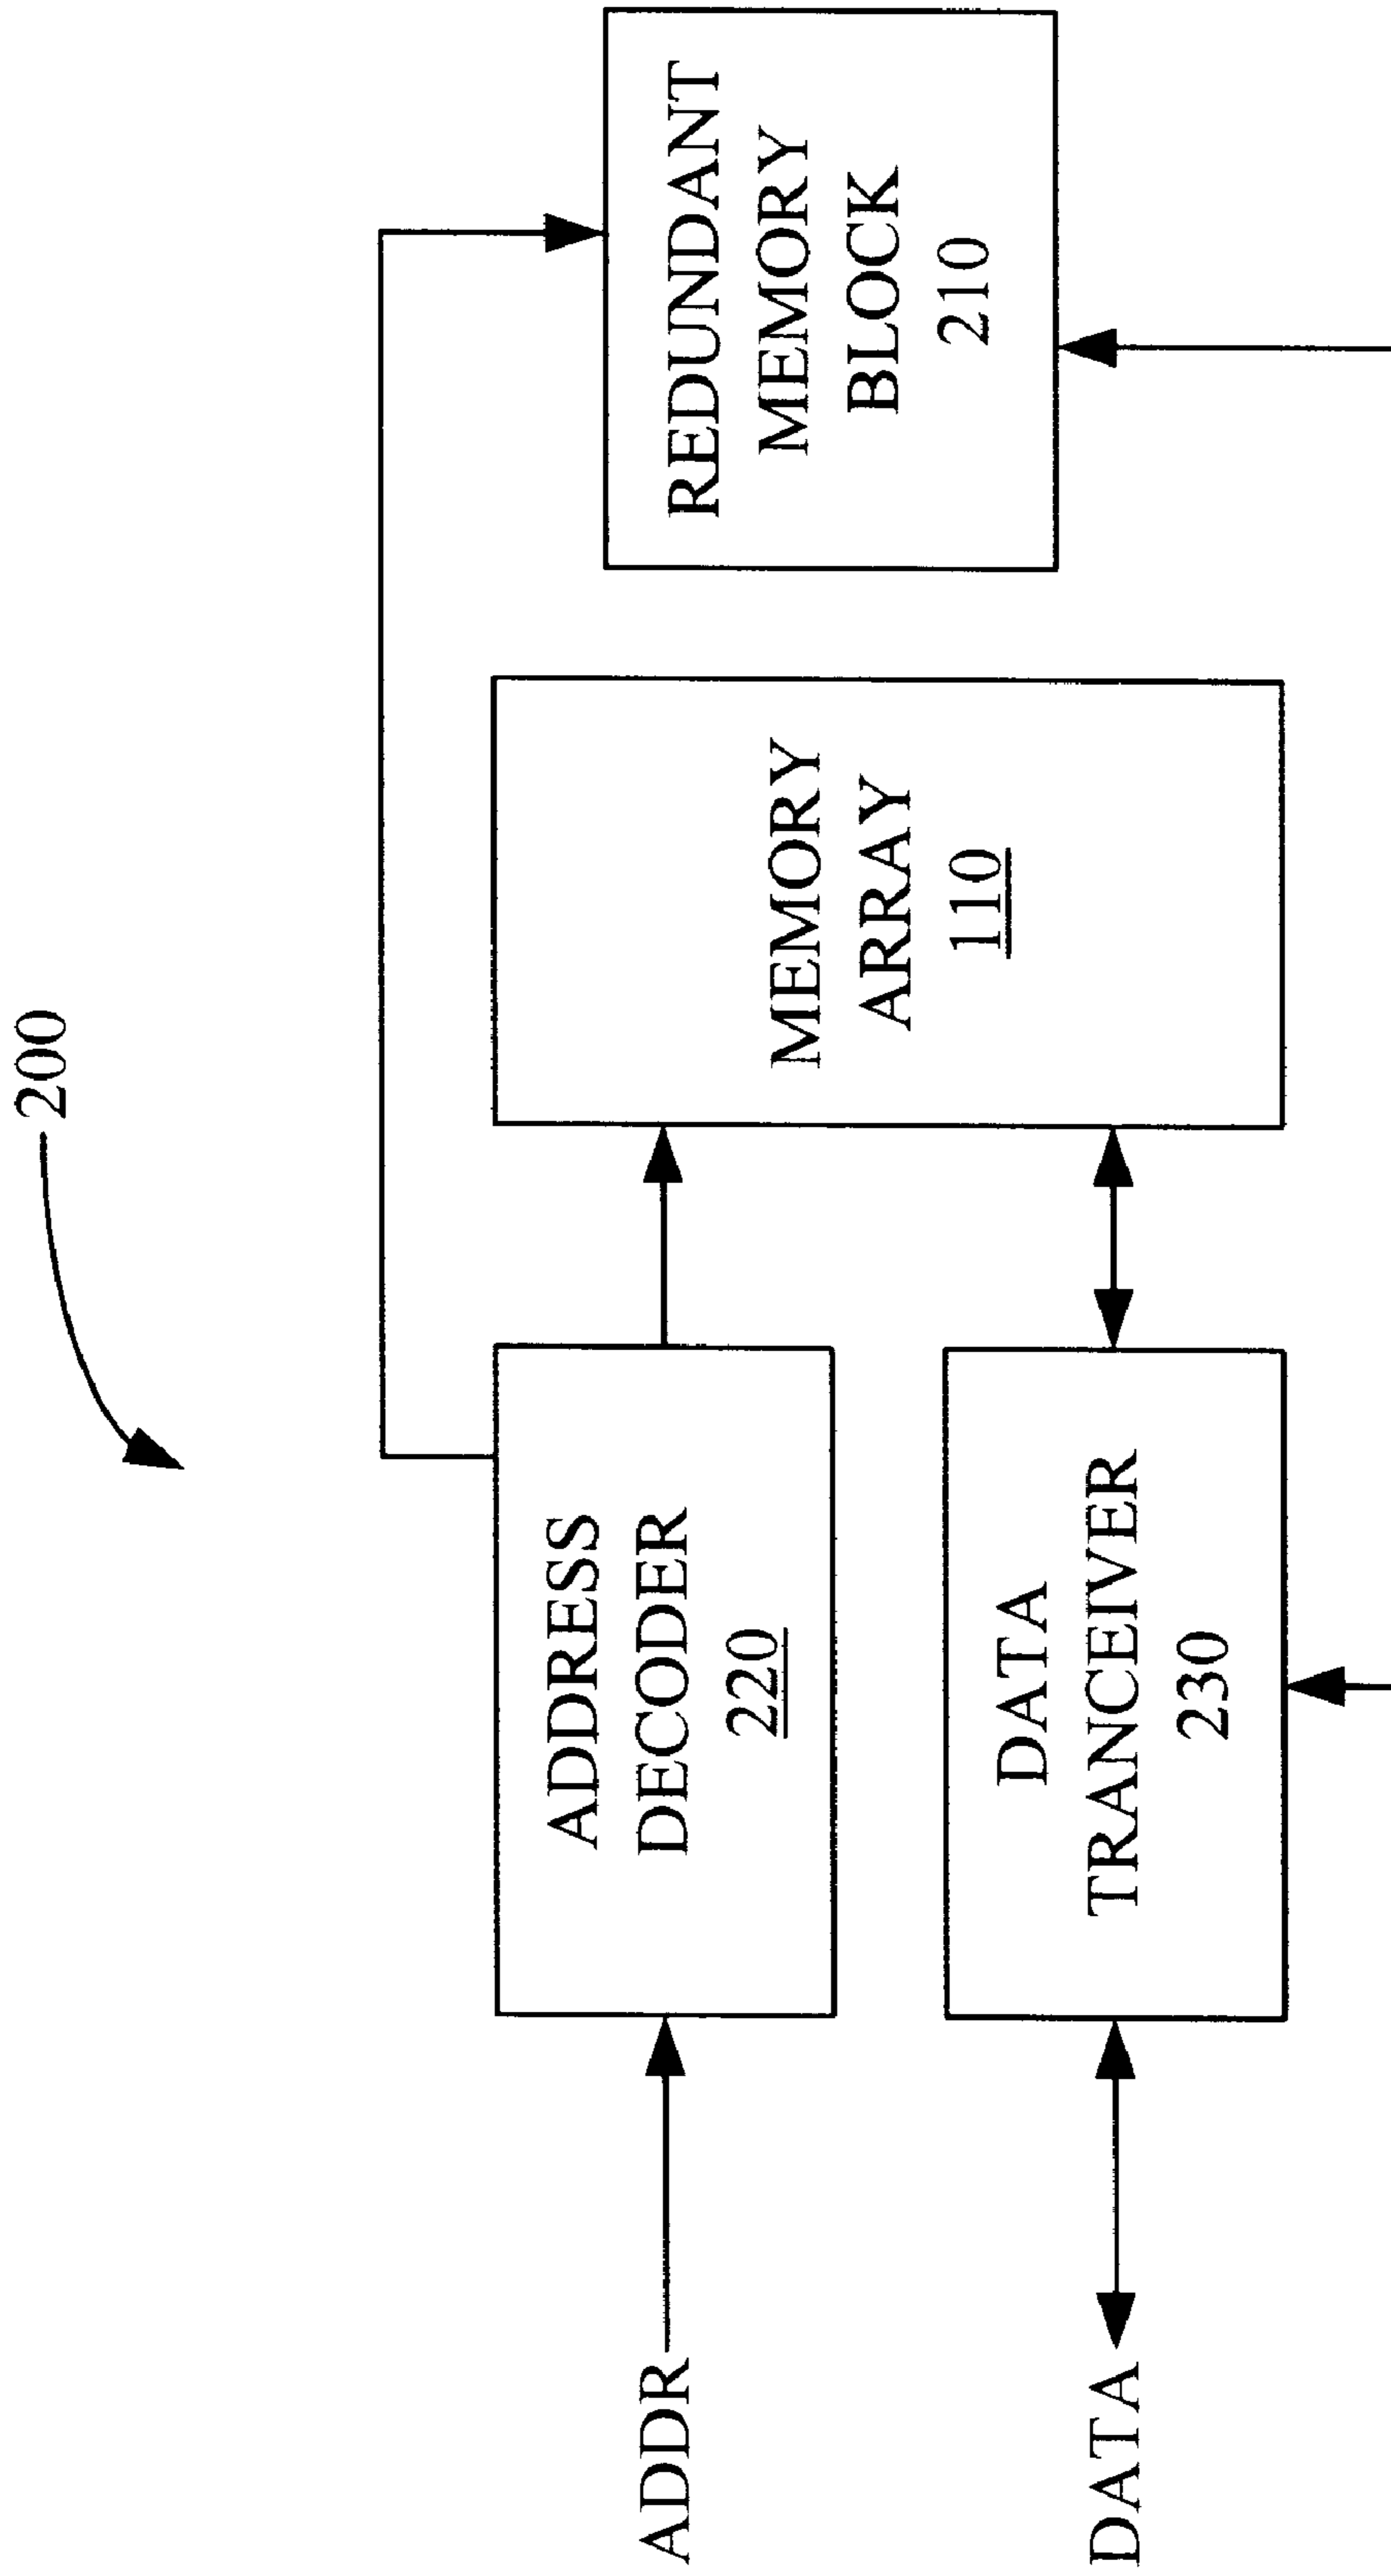 200
ADDR
ADDRESS
DECODER
220
MEMORY
ARRAY
110
REDUNDANT
MEMORY
BLOCK
210
DATA
DATA
TRANCEIVER
230